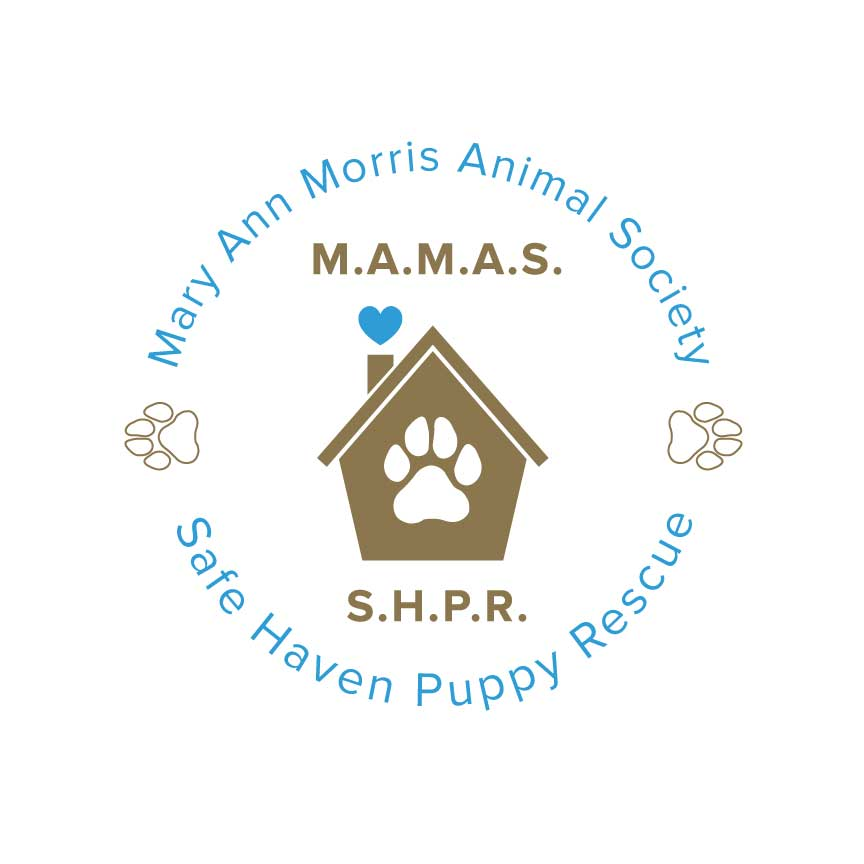 Mary Ann Morris Animal Society
M.A.M.A.S.
S.H.P.R.
Safe Haven Puppy Rescue